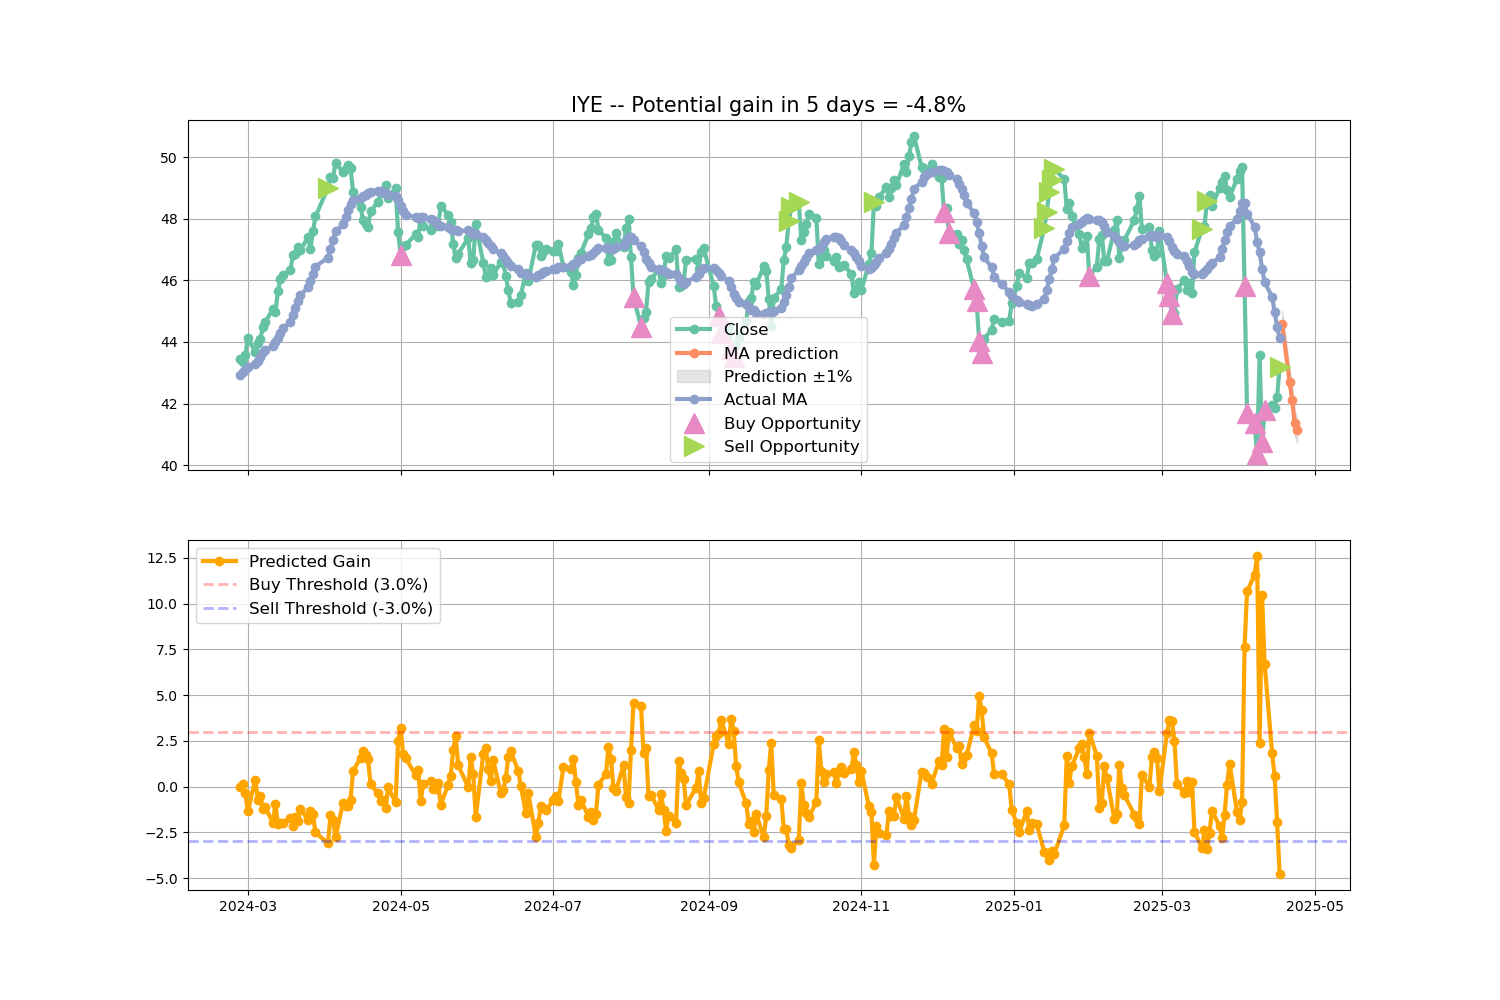 IYE -- Potential gain in 5 days = -4.8%
50
48
46
44
42
40
Close
MA prediction
Prediction ±1%
Actual MA
Buy Opportunity
Sell Opportunity
12.5
10.0
7.5
5.0
2.5
0.0
−2.5
−5.0
Predicted Gain
Buy Threshold (3.0%)
Sell Threshold (-3.0%)
2024-03
2024-05
2024-07
2024-09
2024-11
2025-01
2025-03
2025-05